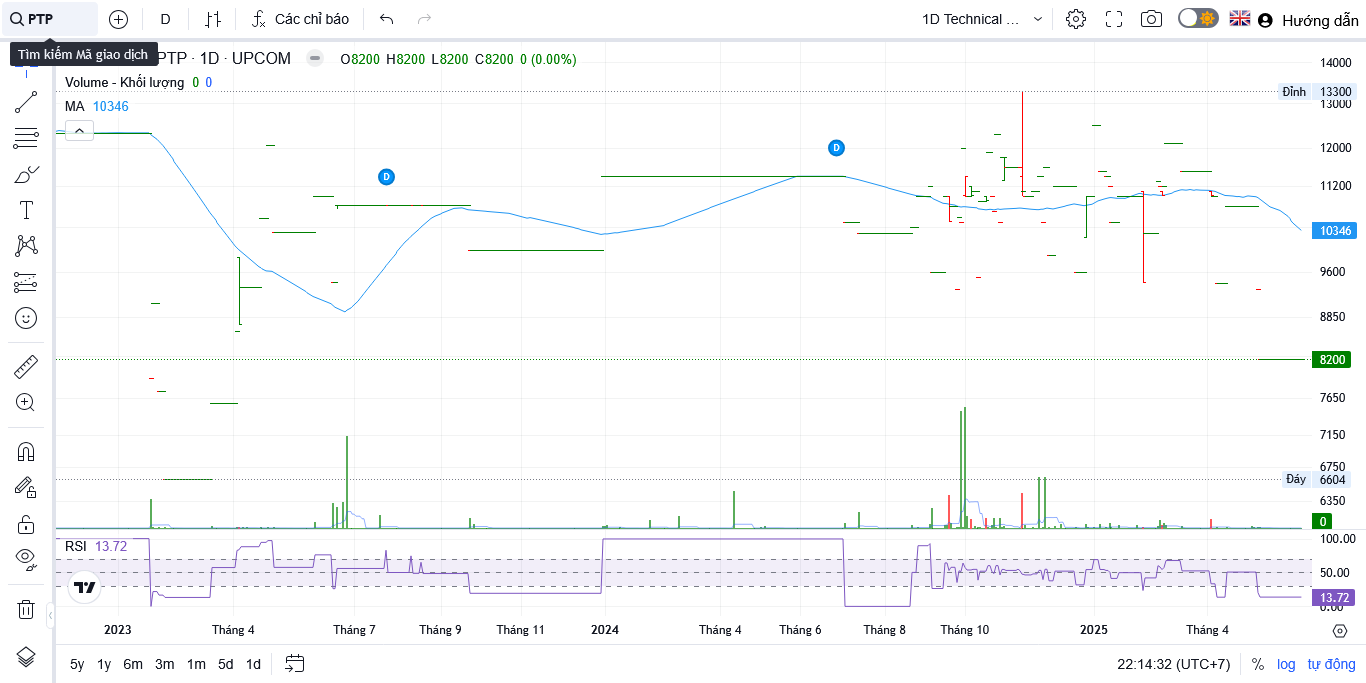 PTP
D
Các chỉ báo
1D Technical ...
Hướng dẫn
Tìm kiếm Mã giao dịch
PTP · 1D · UPCOM
O8200 H8200 L8200 C8200 0 (0.00%)
Volume - Khối lượng 0 0
MA 10346
D
D
14000
Đỉnh 13300
13000
12000
11200
10346
9600
8850
8200
7650
7150
6750
Đáy 6604
6350
0
RSI 13.72
100.00
50.00
13.72
0.00
2023
Tháng 4
Tháng 7
Tháng 9
Tháng 11
2024
Tháng 4
Tháng 6
Tháng 8
Tháng 10
2025
Tháng 4
5y 1y 6m 3m 1m 5d 1d
22:14:32 (UTC+7)
% log tự động